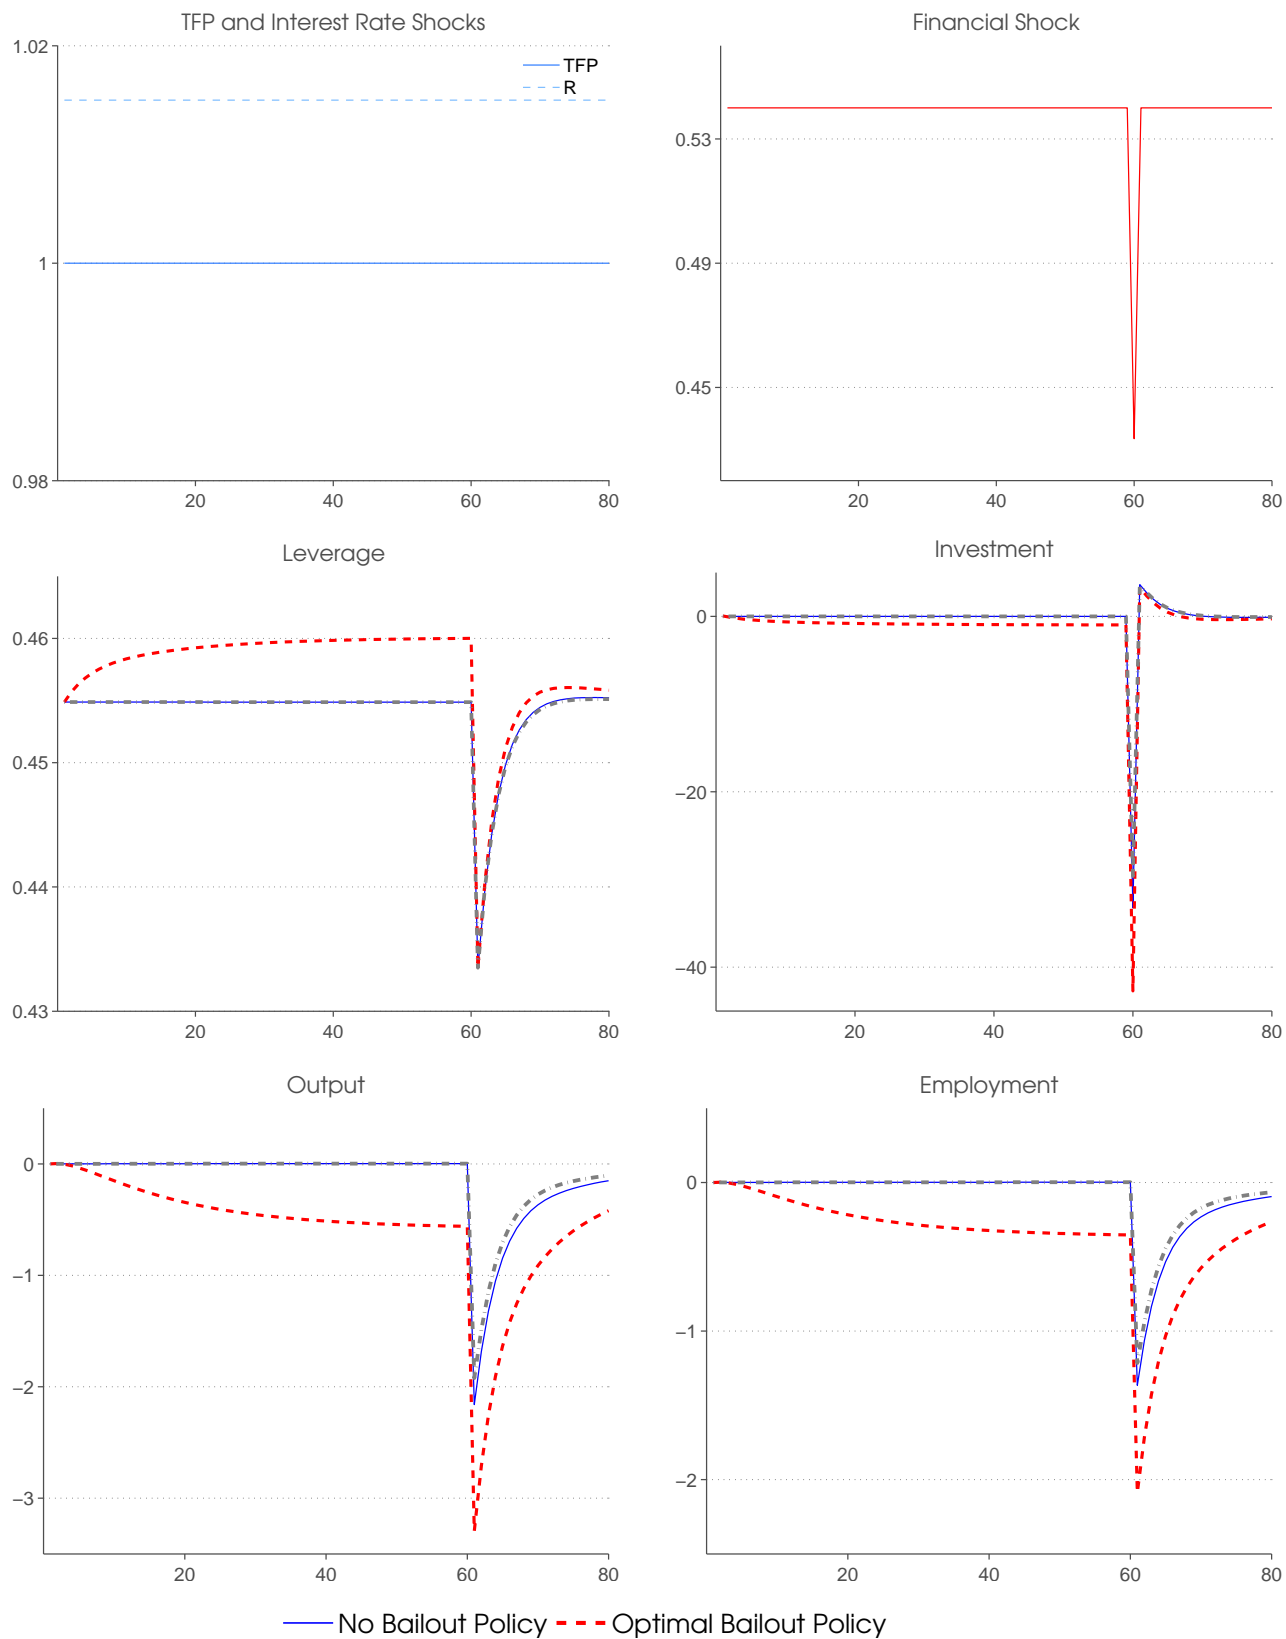 TFP and Interest Rate Shocks
1.02
1
0.98
20 40 60 80
TFP
R
Financial Shock
0.53
0.49
0.45
20 40 60 80
Leverage
0.46
0.45
0.44
0.43
20 40 60 80
Investment
0
−20
−40
20 40 60 80
Output
0
−1
−2
−3
20 40 60 80
Employment
0
−1
−2
20 40 60 80
No Bailout Policy Optimal Bailout Policy